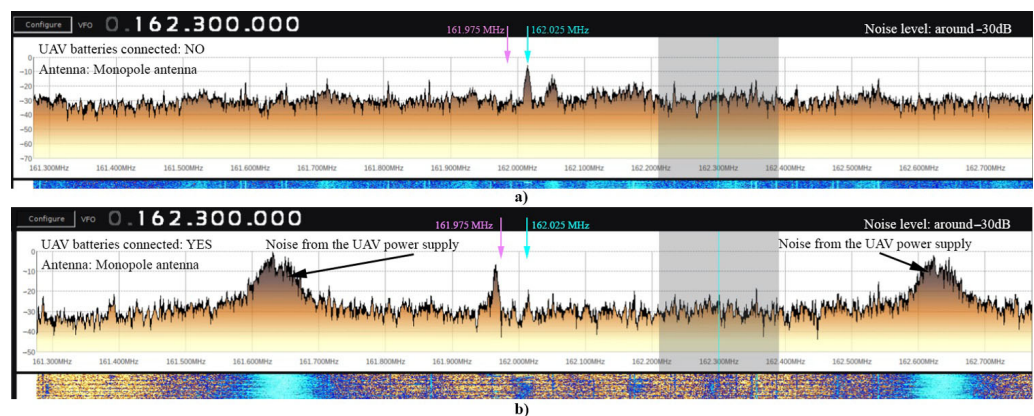 Configure VFO 0.162.300.000 161.975 MHz 162.025 MHz Noise level: around −30dB
UAV batteries connected: NO
Antenna: Monopole antenna
0
−10
−20
−30
−40
−50
−60
−70
161.300MHz 161.400MHz 161.500MHz 161.600MHz 161.700MHz 161.800MHz 161.900MHz 162.000MHz 162.100MHz 162.200MHz 162.300MHz 162.400MHz 162.500MHz 162.600MHz 162.700MHz
a)
Configure VFO 0.162.300.000 161.975 MHz 162.025 MHz Noise level: around −30dB
UAV batteries connected: YES Noise from the UAV power supply Noise from the UAV power supply
Antenna: Monopole antenna
0
−10
−20
−30
−40
−50
161.300MHz 161.400MHz 161.500MHz 161.600MHz 161.700MHz 161.800MHz 161.900MHz 162.000MHz 162.100MHz 162.200MHz 162.300MHz 162.400MHz 162.500MHz 162.600MHz 162.700MHz
b)